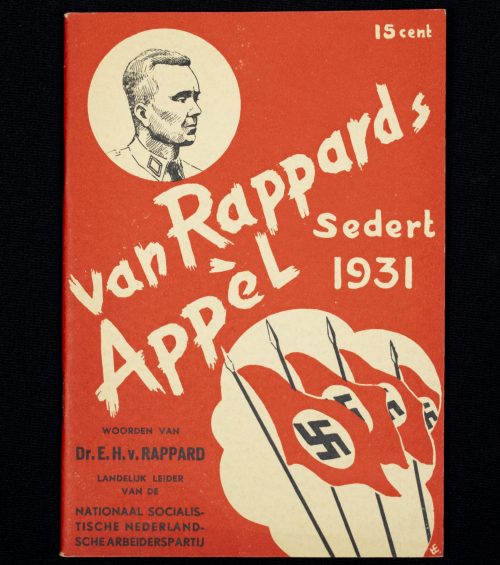 15 cent
van Rappards
Appèl
Sedert
1931
WOORDEN VAN
Dr. E. H. v. RAPPARD
LANDELIJK LEIDER
VAN DE
NATIONAAL SOCIALIS-
TISCHE NEDERLAND-
SCHE ARBEIDERSPARTIJ